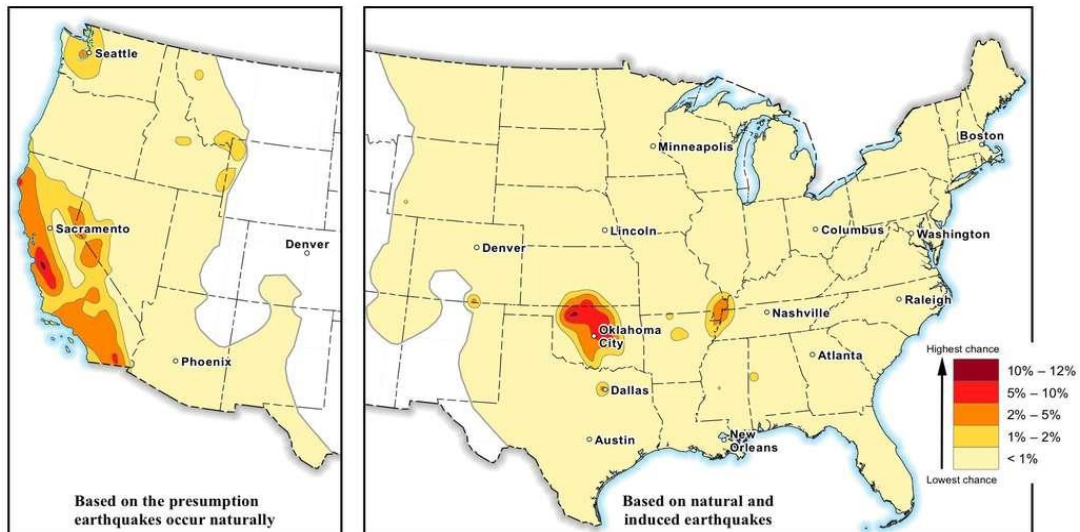 Seattle
Sacramento
Denver
Phoenix
Based on the presumption
earthquakes occur naturally
Minneapolis
Boston
Lincoln
Columbus
Washington
Denver
Raleigh
Nashville
Oklahoma
City
Atlanta
Dallas
Austin
New
Orleans
Based on natural and
induced earthquakes
Highest chance
10% – 12%
5% – 10%
2% – 5%
1% – 2%
< 1%
Lowest chance